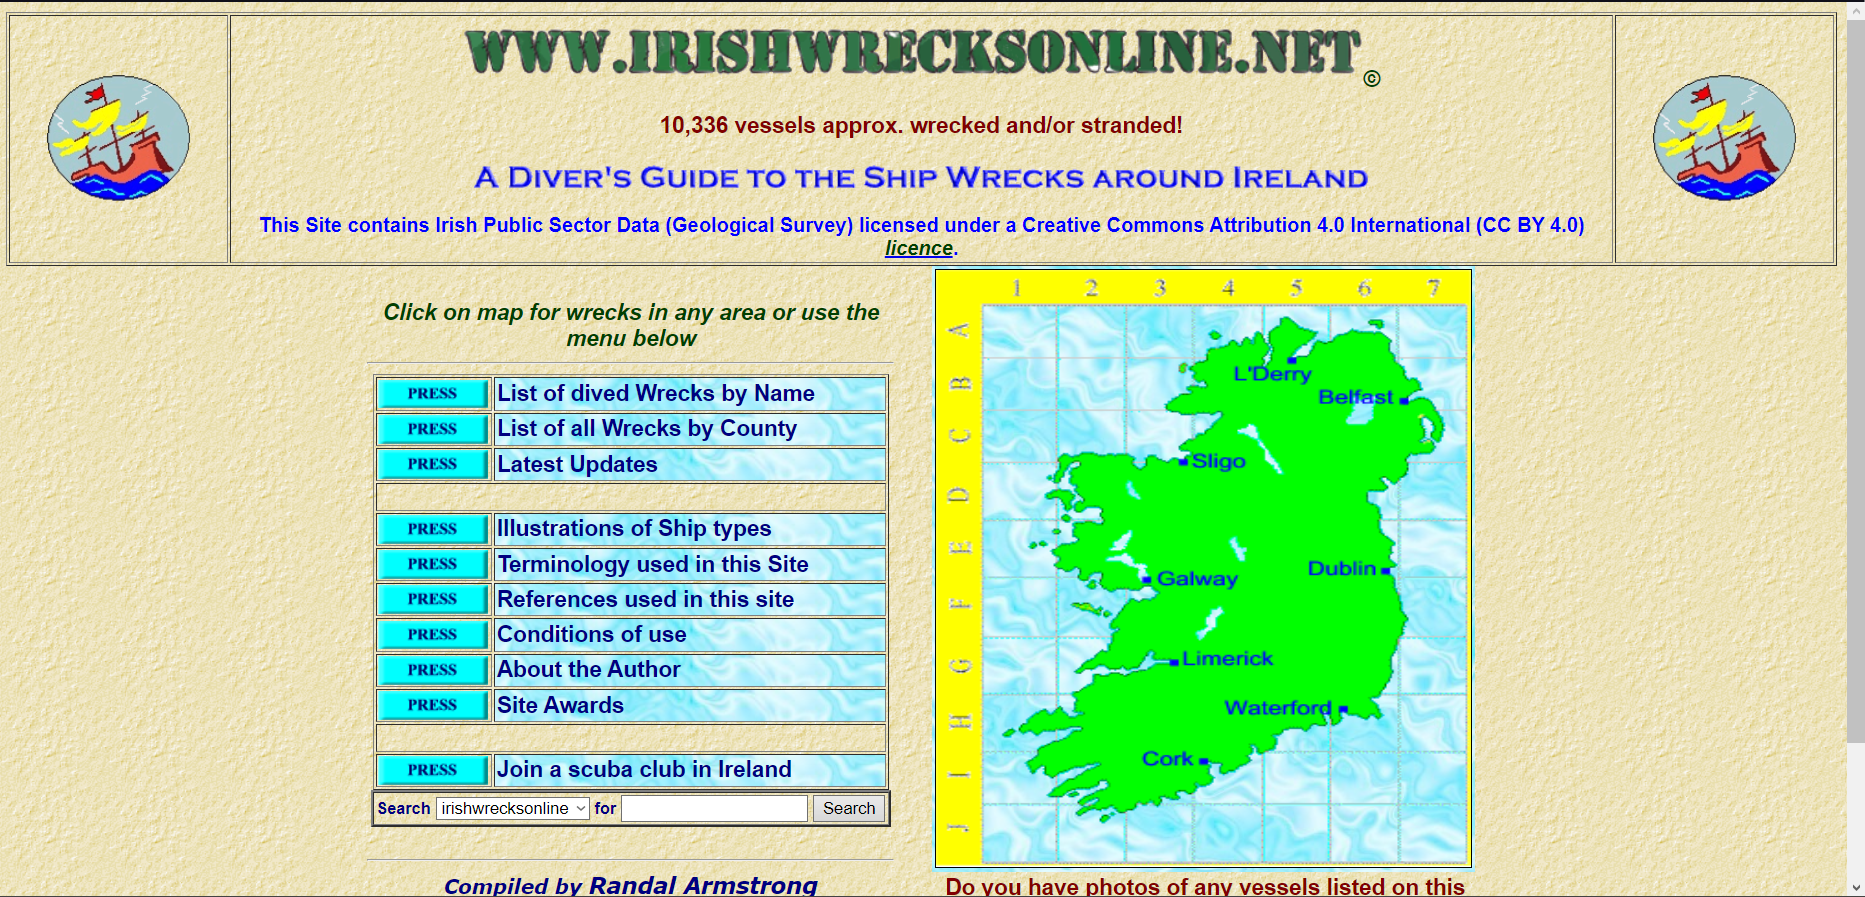 WWW.IRISHWRECKSONLINE.NET ©
10,336 vessels approx. wrecked and/or stranded!
A DIVER'S GUIDE TO THE SHIP WRECKS AROUND IRELAND
This Site contains Irish Public Sector Data (Geological Survey) licensed under a Creative Commons Attribution 4.0 International (CC BY 4.0)
licence.
Click on map for wrecks in any area or use the
menu below
PRESS List of dived Wrecks by Name
PRESS List of all Wrecks by County
PRESS Latest Updates
PRESS Illustrations of Ship types
PRESS Terminology used in this Site
PRESS References used in this site
PRESS Conditions of use
PRESS About the Author
PRESS Site Awards
PRESS Join a scuba club in Ireland
Search irishwrecksonline for Search
Compiled by Randal Armstrong
1 2 3 4 5 6 7
A
B
C
D
E
F
G
H
I
J
L'Derry
Belfast
Sligo
Dublin
Galway
Limerick
Waterford
Cork
Do you have photos of any vessels listed on this